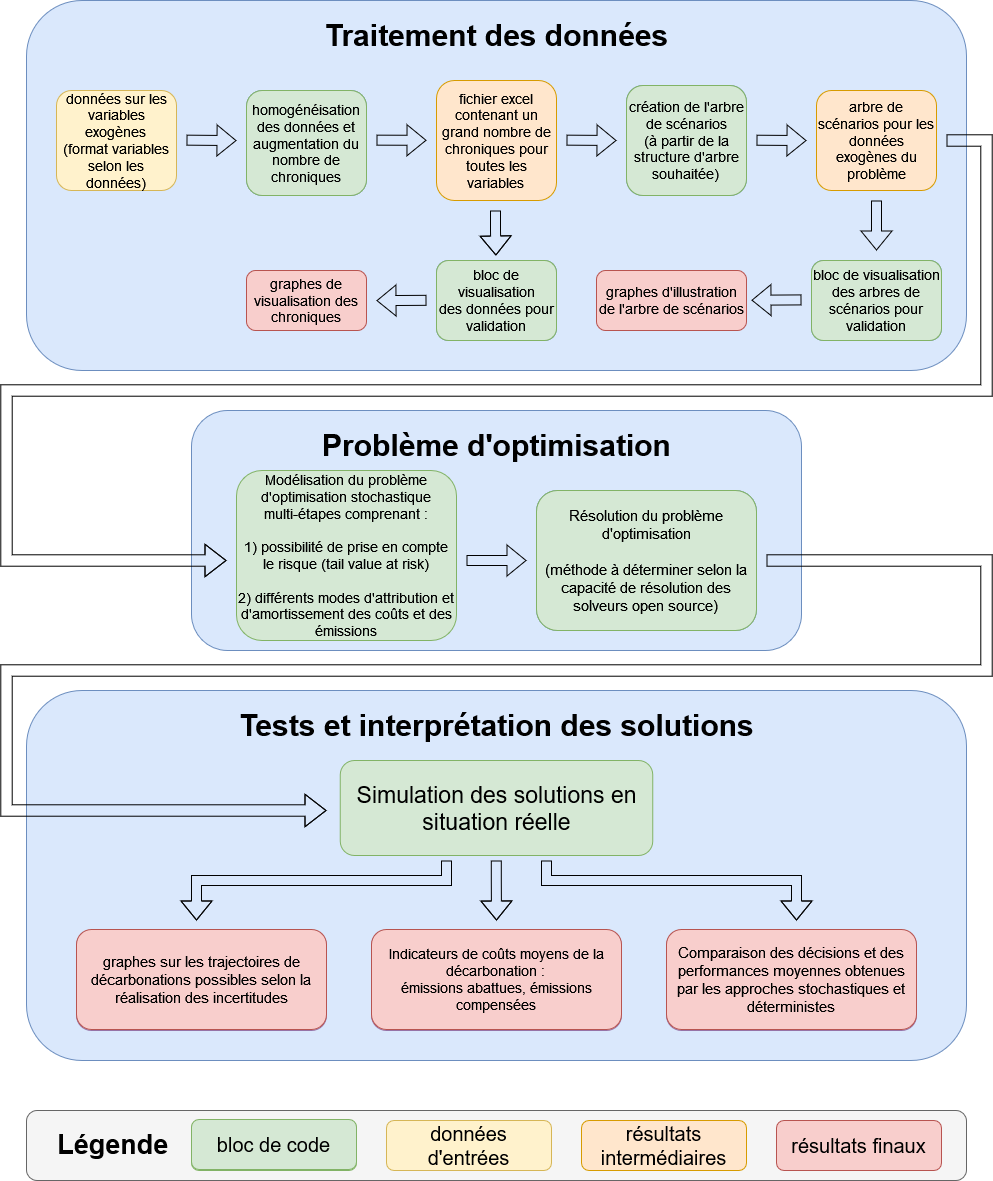 Traitement des données
données sur les
variables
exogènes
(format variables
selon les
données)
homogénéisation
des données et
augmentation du
nombre de
chroniques
fichier excel
contenant un
grand nombre de
chroniques pour
toutes les
variables
création de l'arbre
de scénarios
(à partir de la
structure d'arbre
souhaitée)
arbre de
scénarios pour les
données
exogènes du
problème
graphes de
visualisation des
chroniques
bloc de
visualisation
des données pour
validation
graphes d'illustration
de l'arbre de scénarios
bloc de visualisation
des arbres de
scénarios pour
validation
Problème d'optimisation
Modélisation du problème
d'optimisation stochastique
multi-étapes comprenant :
1) possibilité de prise en compte
le risque (tail value at risk)
2) différents modes d'attribution et
d'amortissement des coûts et des
émissions
Résolution du problème
d'optimisation
(méthode à déterminer selon la
capacité de résolution des
solveurs open source)
Tests et interprétation des solutions
Simulation des solutions en
situation réelle
graphes sur les trajectoires de
décarbonations possibles selon la
réalisation des incertitudes
Indicateurs de coûts moyens de la
décarbonation :
émissions abattues, émissions
compensées
Comparaison des décisions et des
performances moyennes obtenues
par les approches stochastiques et
déterministes
Légende
bloc de code
données
d'entrées
résultats
intermédiaires
résultats finaux